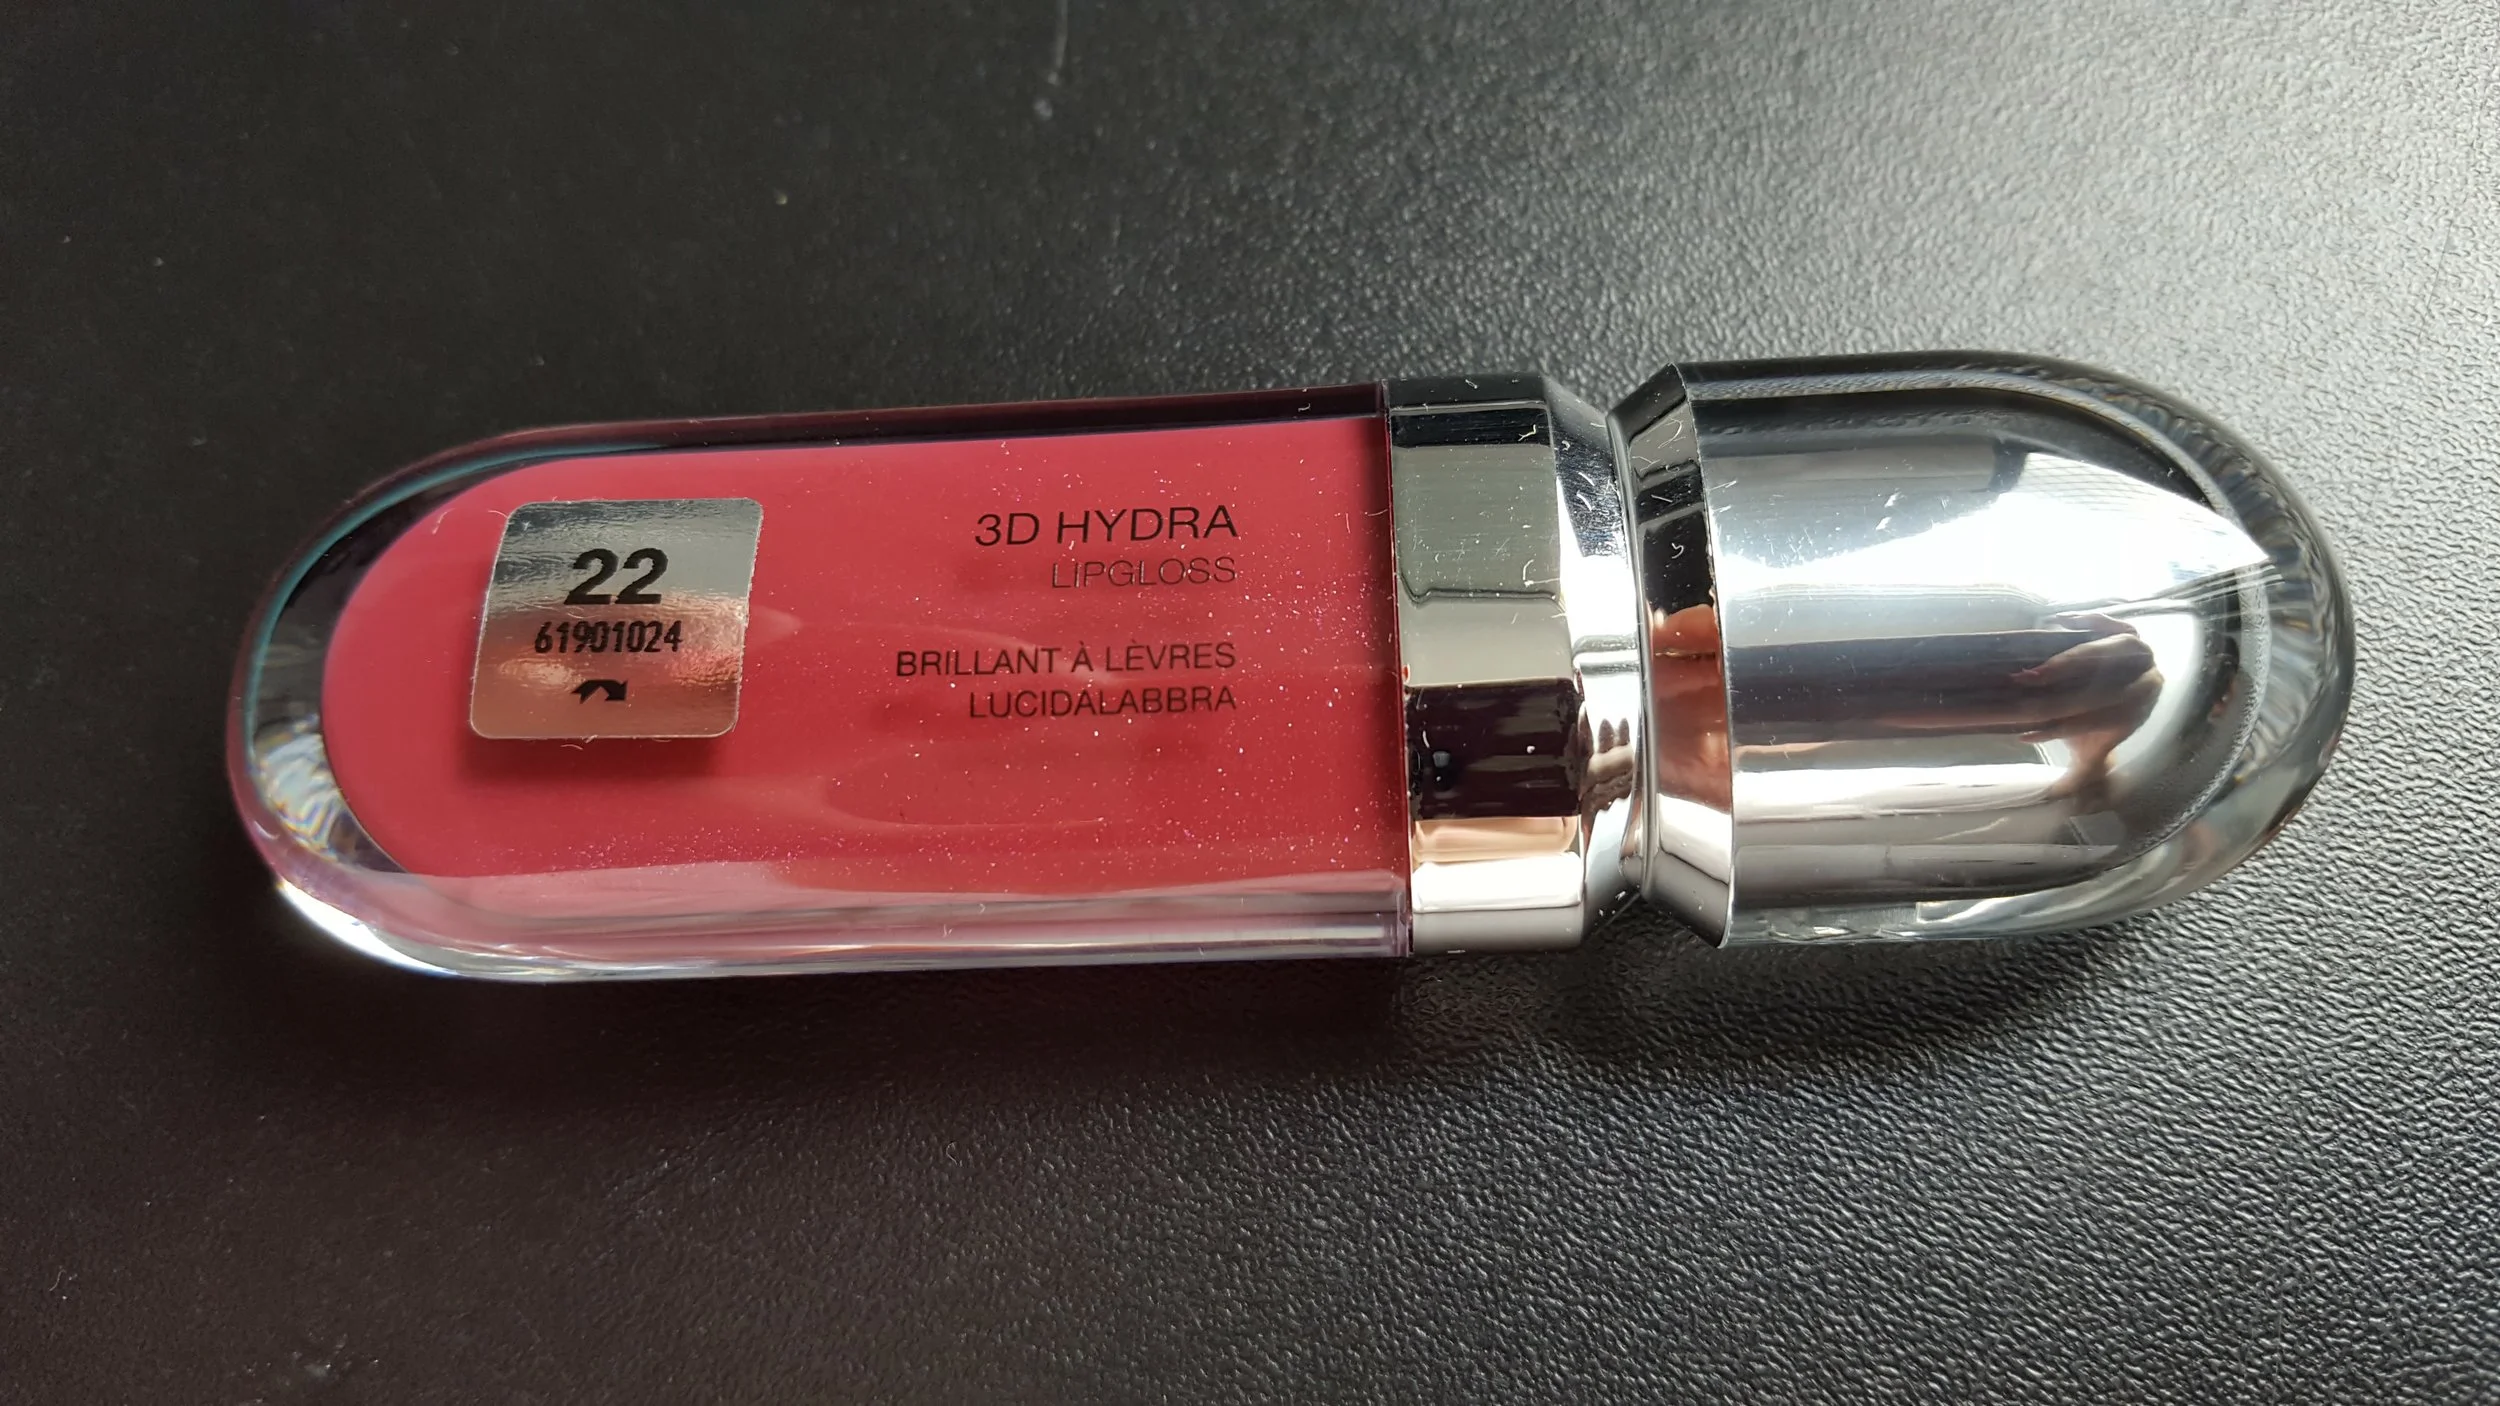 22
61901024
3D HYDRA
LIPGLOSS
BRILLANT À LÈVRES
LUCIDALABBRA